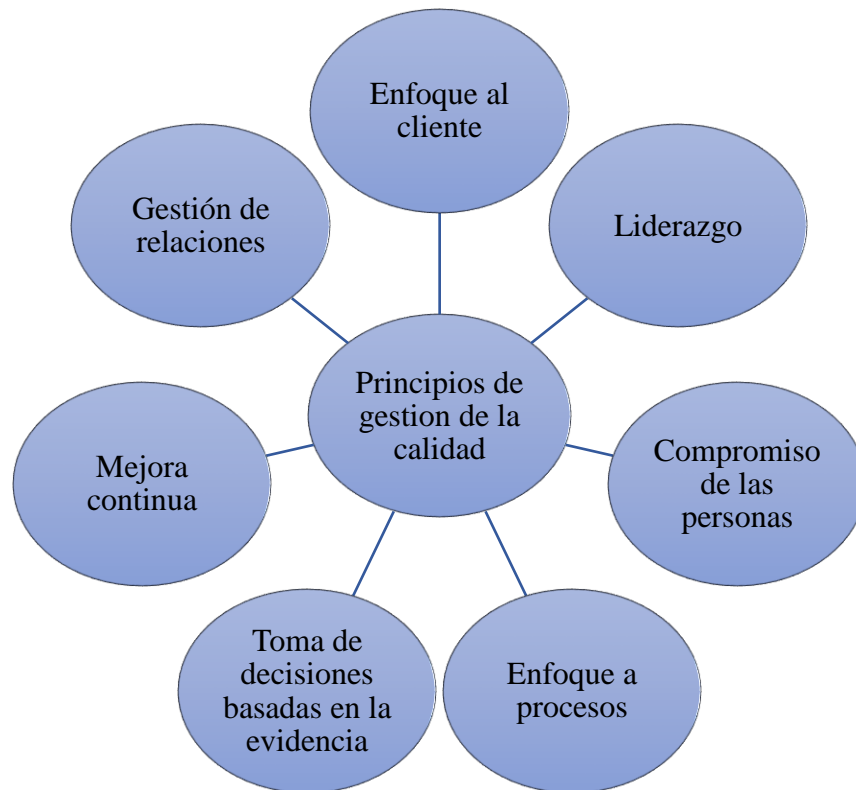 Enfoque al
cliente
Liderazgo
Compromiso
de las
personas
Enfoque a
procesos
Toma de
decisiones
basadas en la
evidencia
Mejora
continua
Gestión de
relaciones
Principios de
gestion de la
calidad